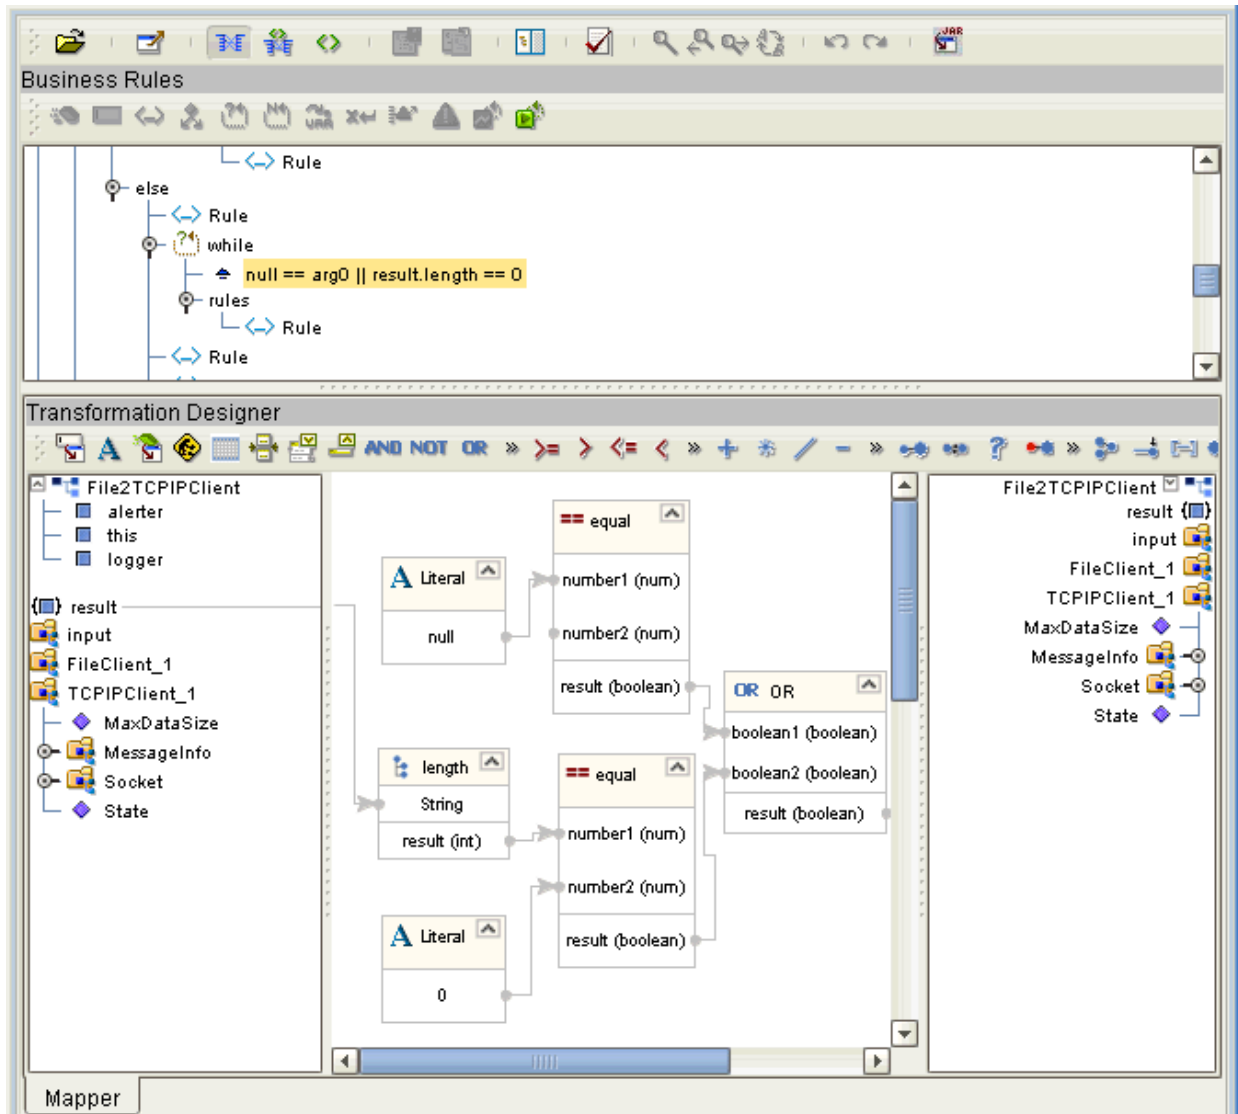 JAR
Business Rules
VAR
Rule
else
Rule
while
null == arg0 || result.length == 0
rules
Rule
Rule
Transformation Designer
A AND NOT OR » >= > <= < » + * / - » ? »
File2TCPIPClient
alerter
this
logger
{ } result
input
FileClient_1
TCPIPClient_1
MaxDataSize
MessageInfo
Socket
State
== equal
number1 (num)
number2 (num)
result (boolean)
A Literal
null
OR OR
boolean1 (boolean)
boolean2 (boolean)
result (boolean)
length
String
result (int)
== equal
number1 (num)
number2 (num)
result (boolean)
A Literal
0
File2TCPIPClient
result { }
input
FileClient_1
TCPIPClient_1
MaxDataSize
MessageInfo
Socket
State
Mapper